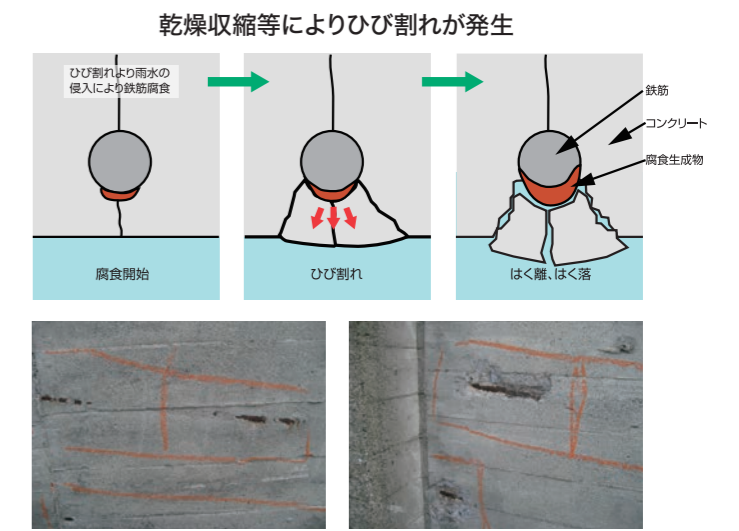 乾燥収縮等によりひび割れが発生
ひび割れより雨水の
侵入により鉄筋腐食
鉄筋
コンクリート
腐食生成物
腐食開始
ひび割れ
はく離、はく落